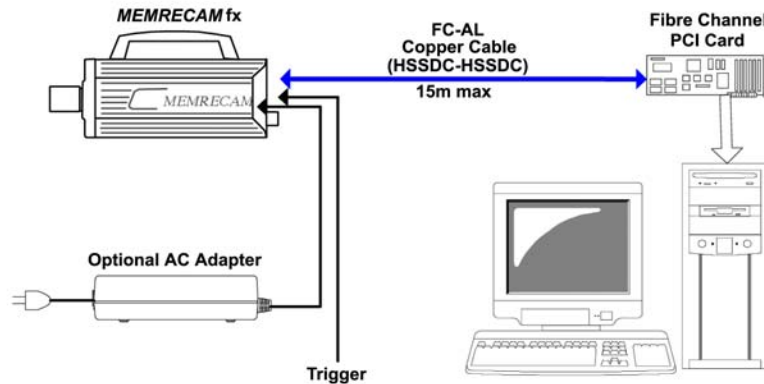 MEMRECAM fx
FC-AL
Copper Cable
(HSSDC-HSSDC)
15m max
Fibre Channel
PCI Card
MEMRECAM
Optional AC Adapter
Trigger